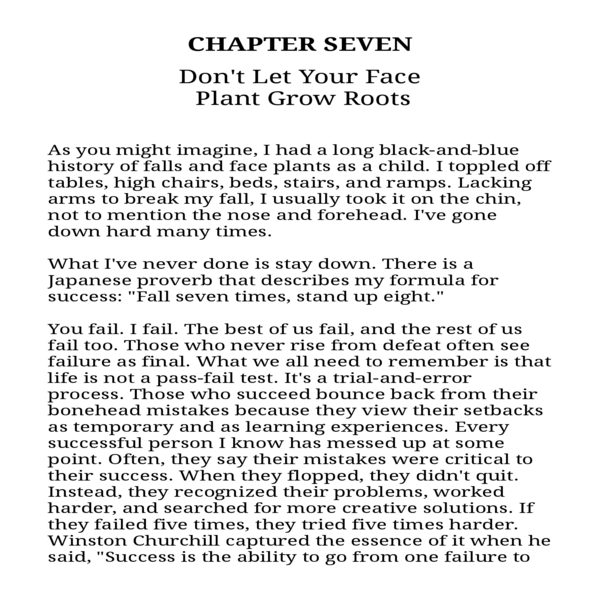 CHAPTER SEVEN
Don't Let Your Face
Plant Grow Roots
As you might imagine, I had a long black-and-blue
history of falls and face plants as a child. I toppled off
tables, high chairs, beds, stairs, and ramps. Lacking
arms to break my fall, I usually took it on the chin,
not to mention the nose and forehead. I've gone
down hard many times.
What I've never done is stay down. There is a
Japanese proverb that describes my formula for
success: "Fall seven times, stand up eight."
You fail. I fail. The best of us fail, and the rest of us
fail too. Those who never rise from defeat often see
failure as final. What we all need to remember is that
life is not a pass-fail test. It's a trial-and-error
process. Those who succeed bounce back from their
bonehead mistakes because they view their setbacks
as temporary and as learning experiences. Every
successful person I know has messed up at some
point. Often, they say their mistakes were critical to
their success. When they flopped, they didn't quit.
Instead, they recognized their problems, worked
harder, and searched for more creative solutions. If
they failed five times, they tried five times harder.
Winston Churchill captured the essence of it when he
said, "Success is the ability to go from one failure to